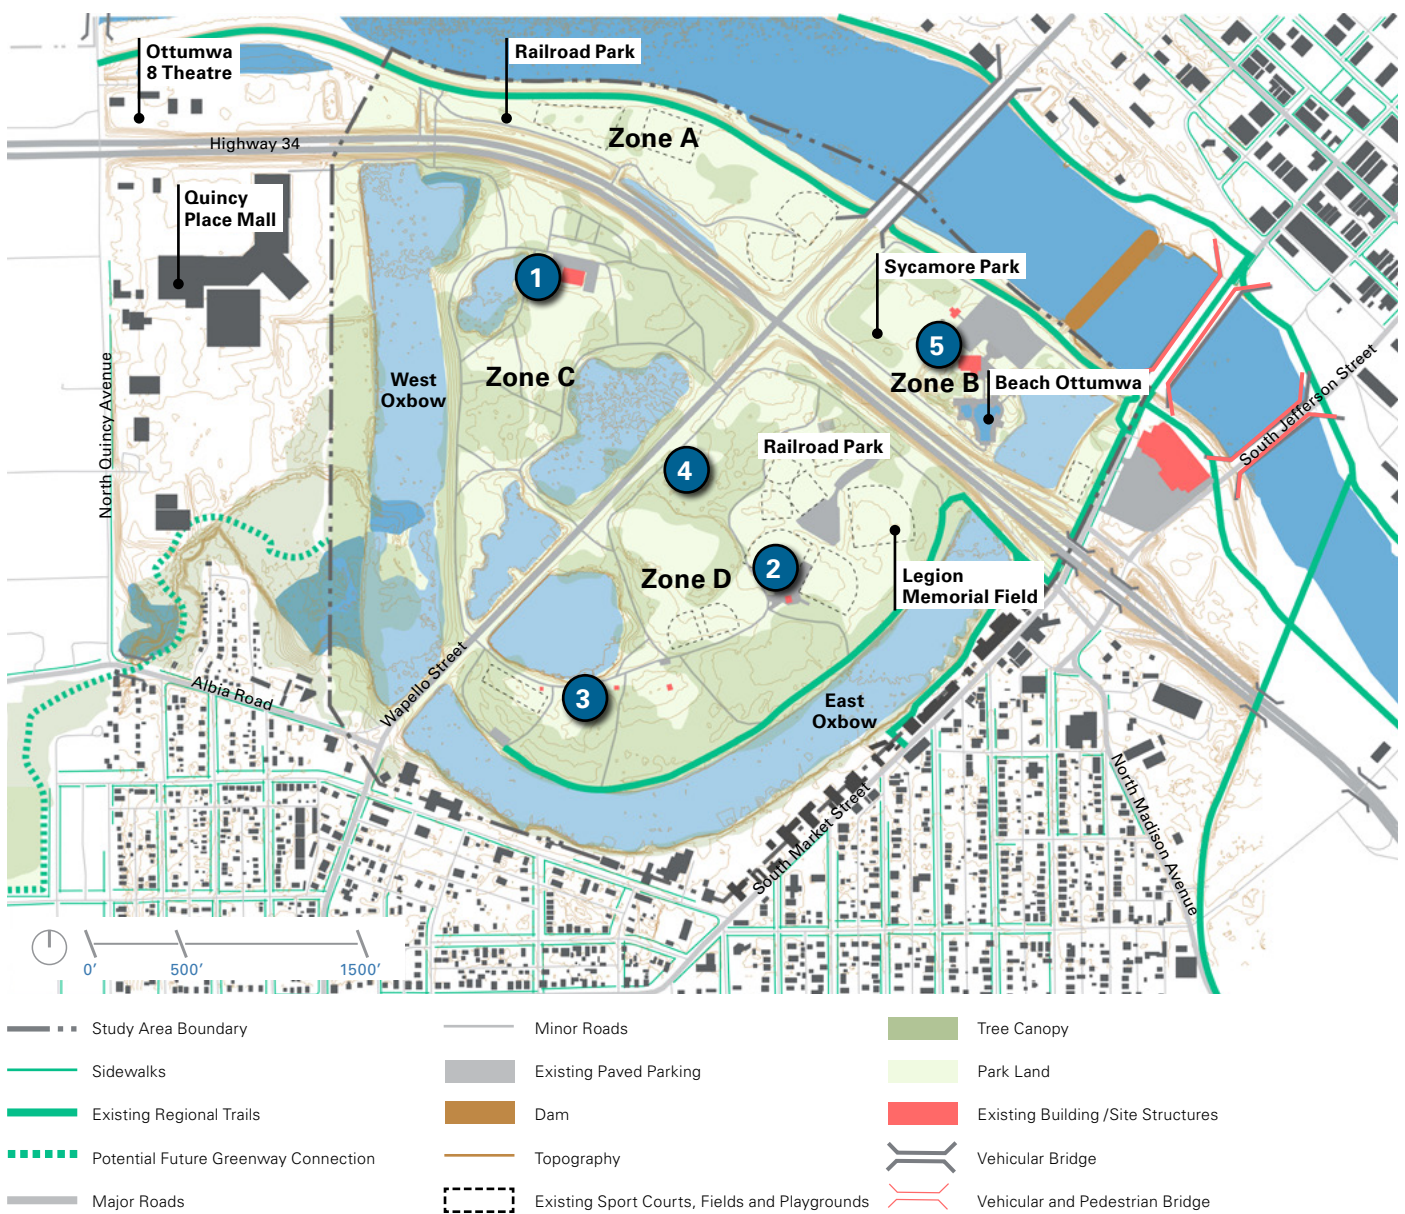 Ottumwa
8 Theatre
Railroad Park
Zone A
Highway 34
Quincy
Place Mall
1
Sycamore Park
5
Zone B
Beach Ottumwa
West
Oxbow
Zone C
North Quincy Avenue
South Jefferson Street
4
Railroad Park
Zone D
2
Legion
Memorial Field
Wapello Street
Albia Road
3
East
Oxbow
South Market Street
North Madison Avenue
0’
500’
1500’
Study Area Boundary
Sidewalks
Existing Regional Trails
Potential Future Greenway Connection
Major Roads
Minor Roads
Existing Paved Parking
Dam
Topography
Existing Sport Courts, Fields and Playgrounds
Tree Canopy
Park Land
Existing Building /Site Structures
Vehicular Bridge
Vehicular and Pedestrian Bridge